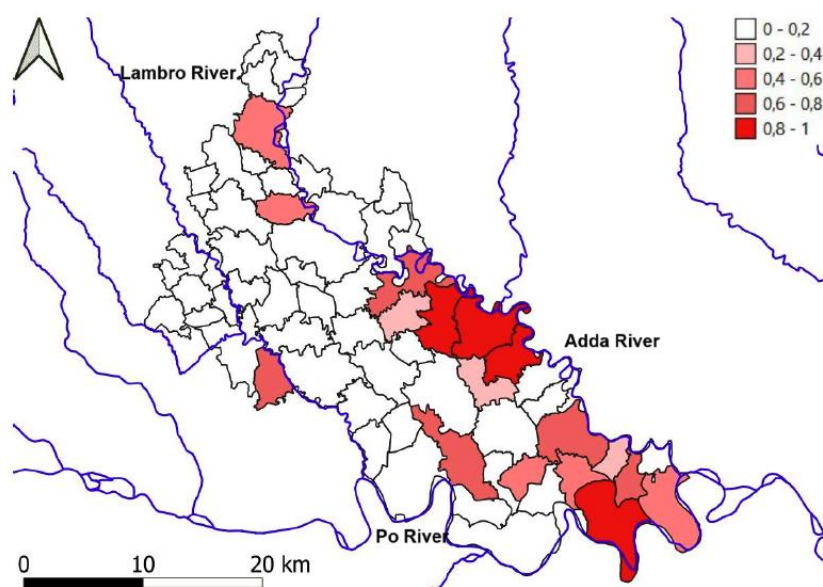 0 - 0,2
0,2 - 0,4
0,4 - 0,6
0,6 - 0,8
0,8 - 1
Lambro River
Adda River
Po River
0 10 20 km